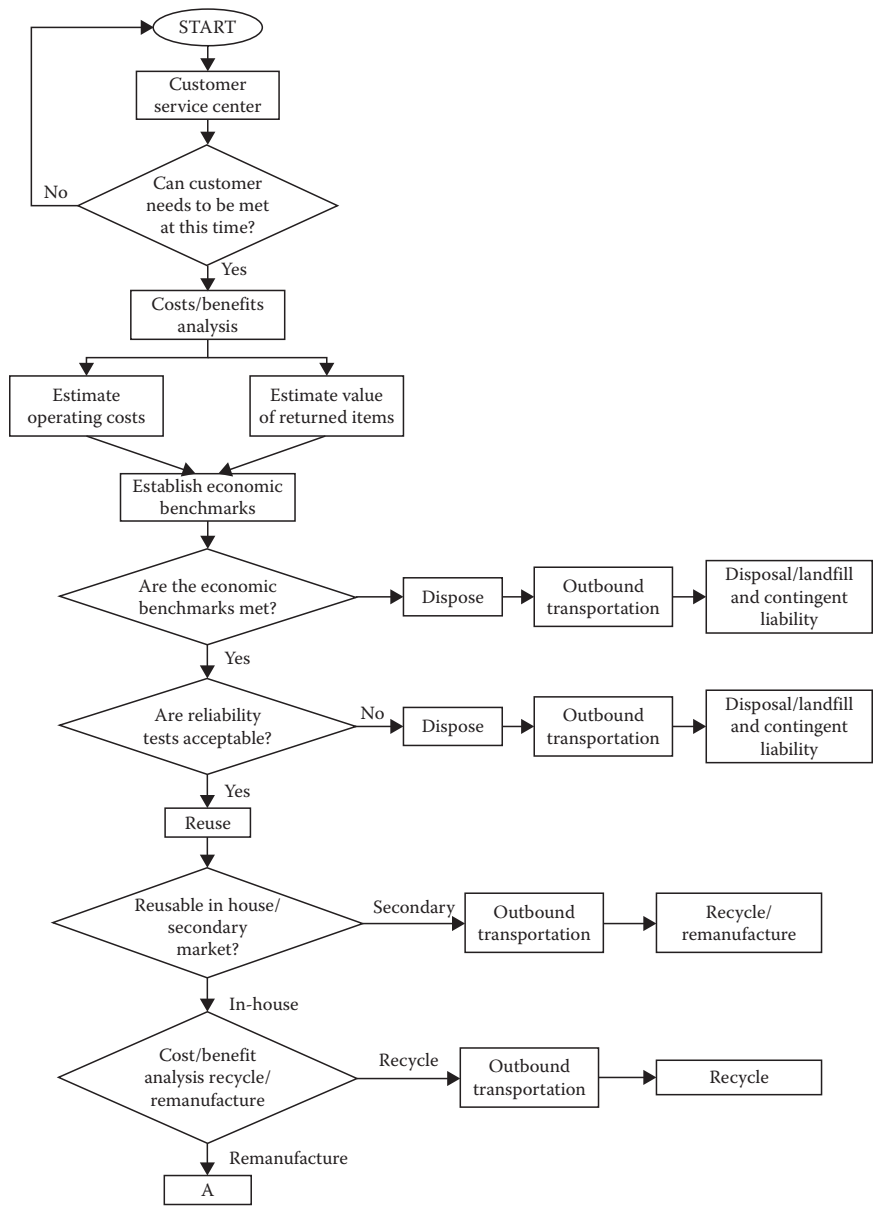 START
Customer
service center
Can customer
needs to be met
at this time?
No
Yes
Costs/benefits
analysis
Estimate
operating costs
Estimate value
of returned items
Establish economic
benchmarks
Are the economic
benchmarks met?
Dispose
Outbound
transportation
Disposal/landfill
and contingent
liability
Yes
Are reliability
tests acceptable?
No
Dispose
Outbound
transportation
Disposal/landfill
and contingent
liability
Yes
Reuse
Reusable in house/
secondary
market?
Secondary
Outbound
transportation
Recycle/
remanufacture
In-house
Cost/benefit
analysis recycle/
remanufacture
Recycle
Outbound
transportation
Recycle
Remanufacture
A